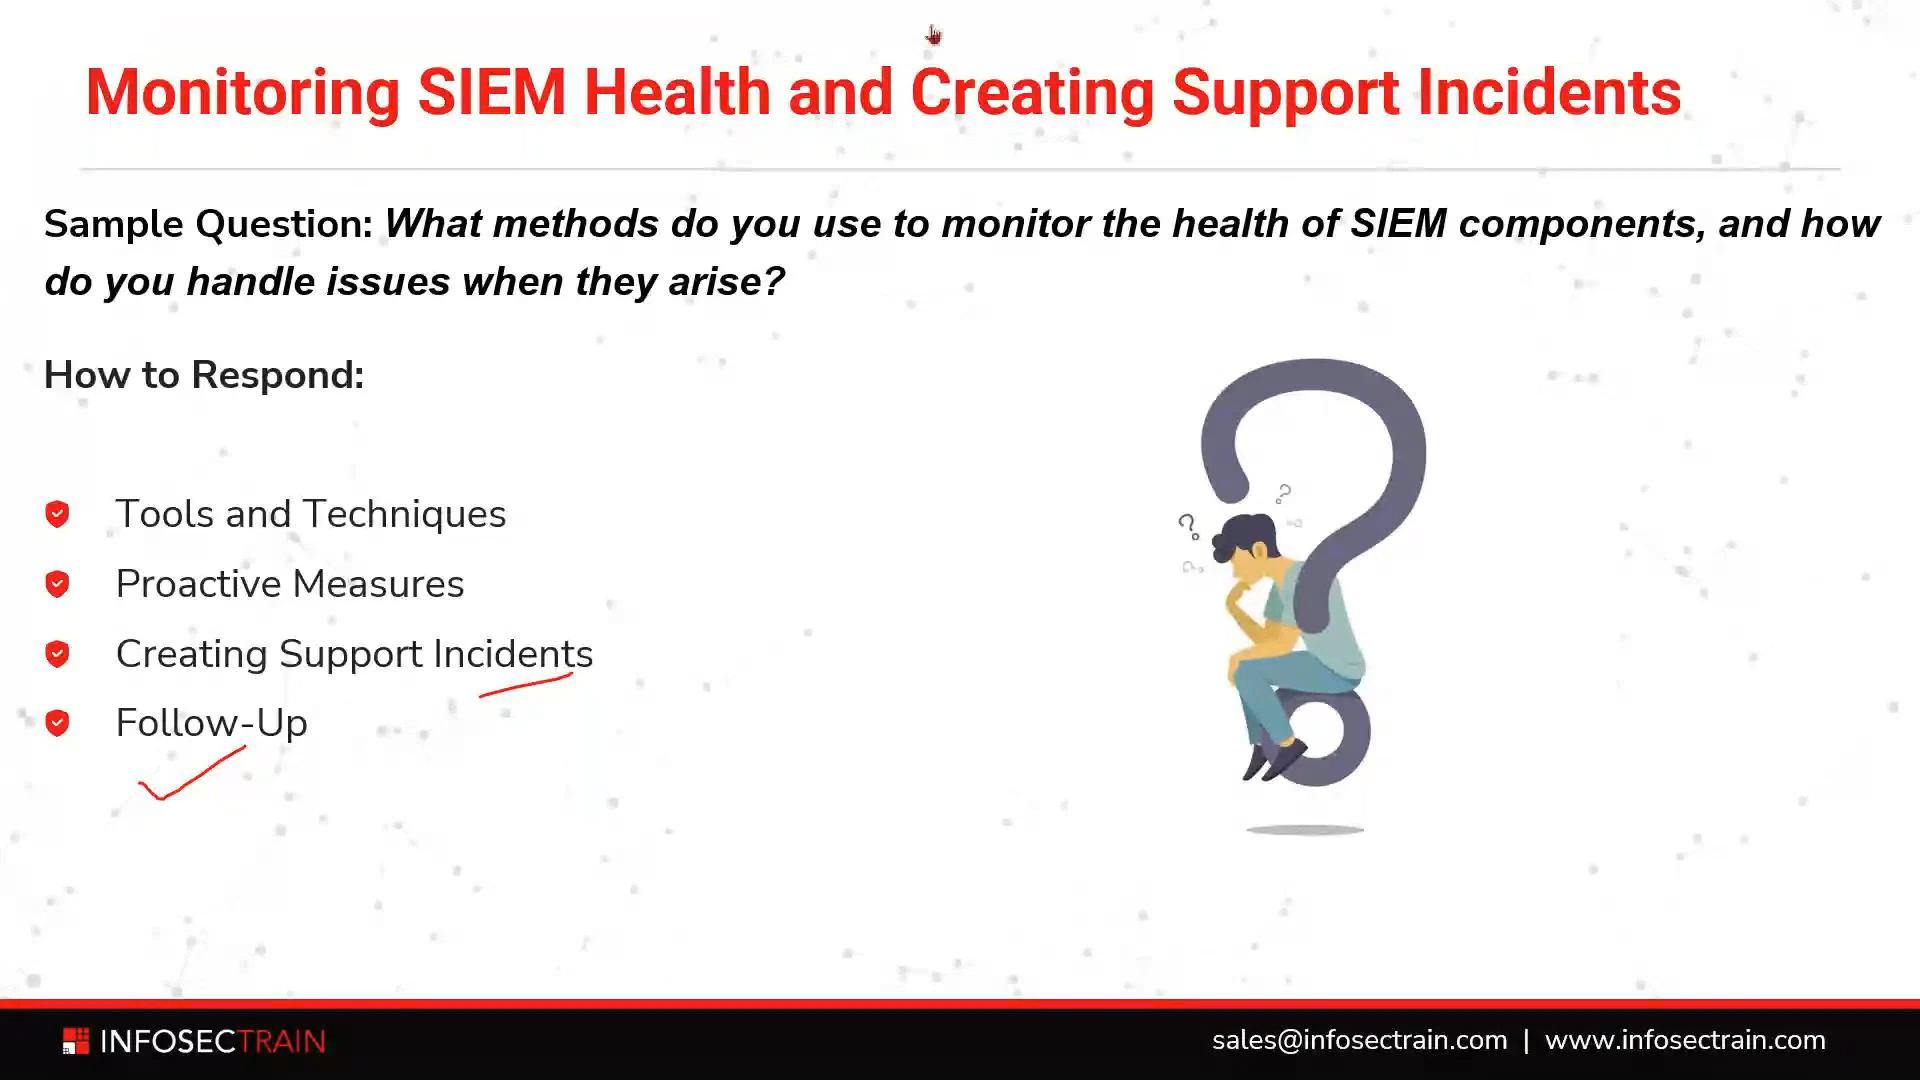 Monitoring SIEM Health and Creating Support Incidents
Sample Question: What methods do you use to monitor the health of SIEM components, and how
do you handle issues when they arise?
How to Respond:
Tools and Techniques
Proactive Measures
Creating Support Incidents
Follow-Up
? ? ? ? ?
INFOSECTRAIN
sales@infosectrain.com | www.infosectrain.com